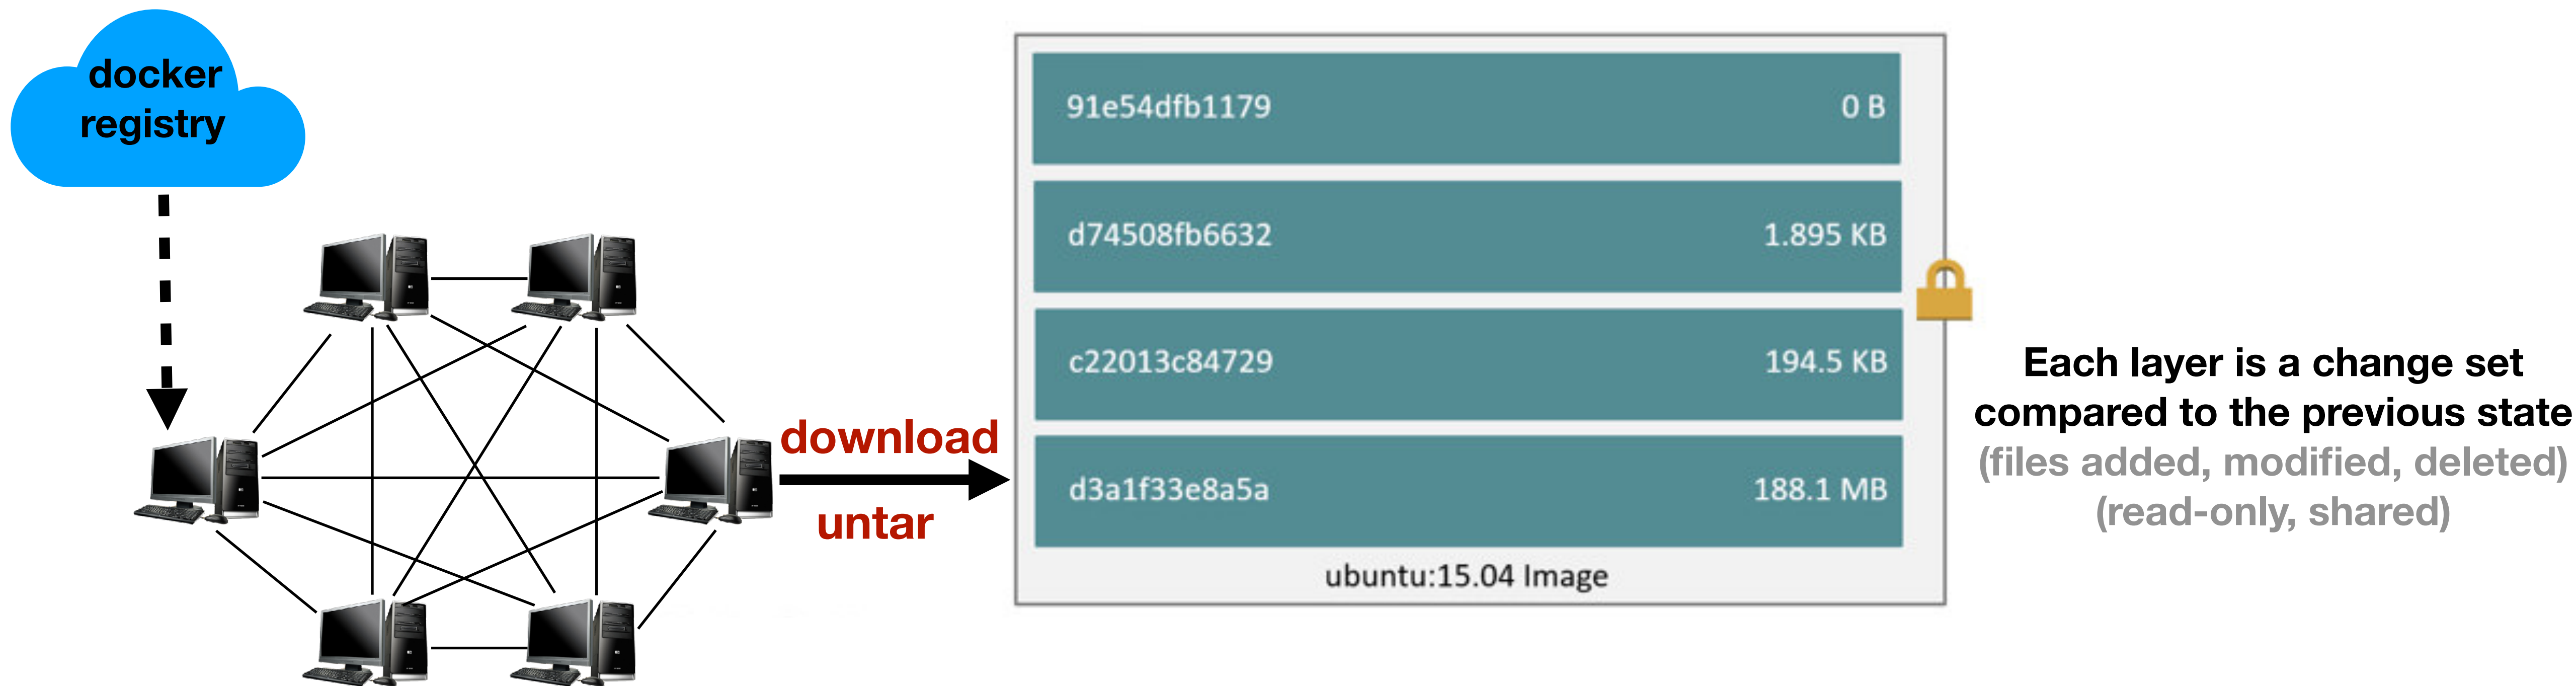 docker
registry
download
untar
91e54dfb1179 0 B
d74508fb6632 1.895 KB
c22013c84729 194.5 KB
d3a1f33e8a5a 188.1 MB
ubuntu:15.04 Image
Each layer is a change set
compared to the previous state
(files added, modified, deleted)
(read-only, shared)